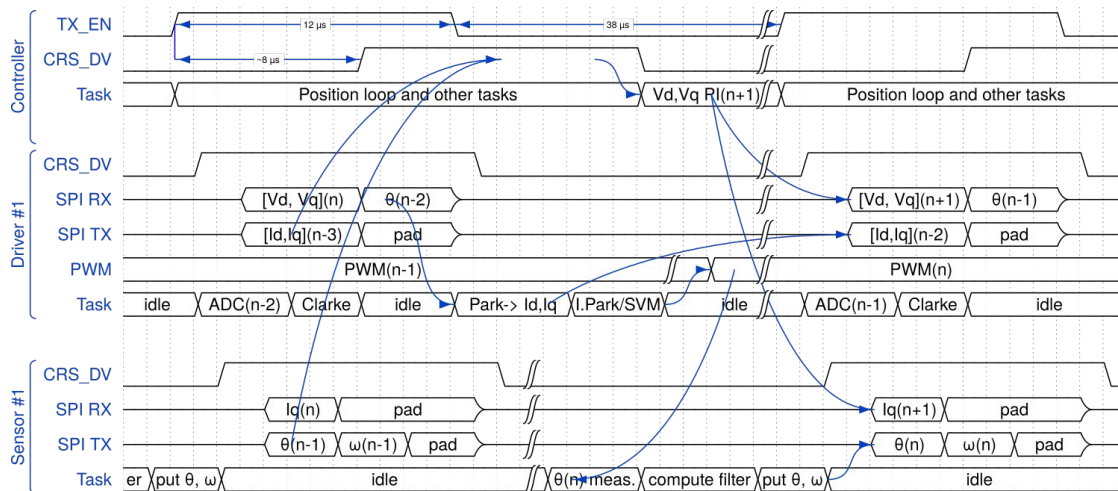 TX_EN 12 µs 38 µs
CRS_DV ~8 µs
Controller
Task Position loop and other tasks Vd,Vq PI(n+1) Position loop and other tasks
CRS_DV
SPI RX [Vd, Vq](n) θ(n-2) [Vd, Vq](n+1) θ(n-1)
Driver #1
SPI TX [Id,Iq](n-3) pad [Id,Iq](n-2) pad
PWM PWM(n-1) PWM(n)
Task idle ADC(n-2) Clarke idle Park-> Id,Iq I.Park/SVM idle ADC(n-1) Clarke idle
CRS_DV
Sensor #1
SPI RX Iq(n) pad Iq(n+1) pad
SPI TX θ(n-1) ω(n-1) pad θ(n) ω(n) pad
Task er put θ, ω idle θ(n) meas. compute filter put θ, ω idle